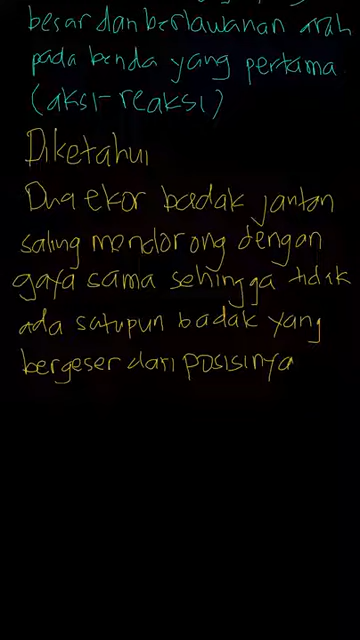 besar dan berlawanan arah
pada benda yang pertama
(aksi-reaksi)
Diketahui
Dua ekor badak jantan
saling mendorong dengan
gaya sama sehingga tidak
ada satupun badak yang
bergeser dari posisinya